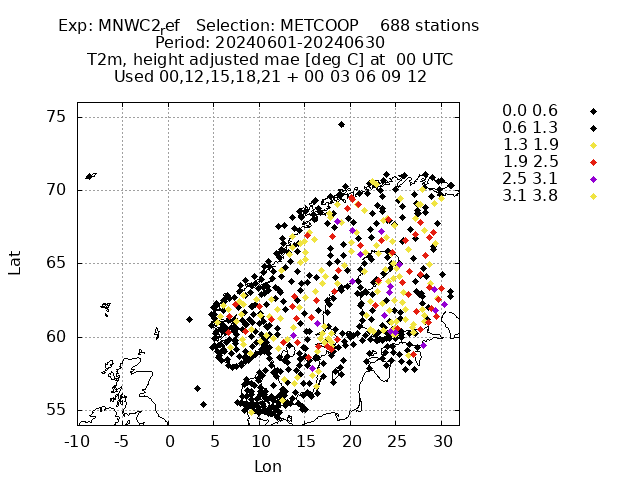 Exp: MNWC2_ref   Selection: METCOOP    688 stations
Period: 20240601-20240630
T2m, height adjusted mae [deg C] at  00 UTC
Used 00,12,15,18,21 + 00 03 06 09 12
0.0 0.6
0.6 1.3
1.3 1.9
1.9 2.5
2.5 3.1
3.1 3.8
75
70
65
60
55
Lat
-10 -5 0 5 10 15 20 25 30
Lon